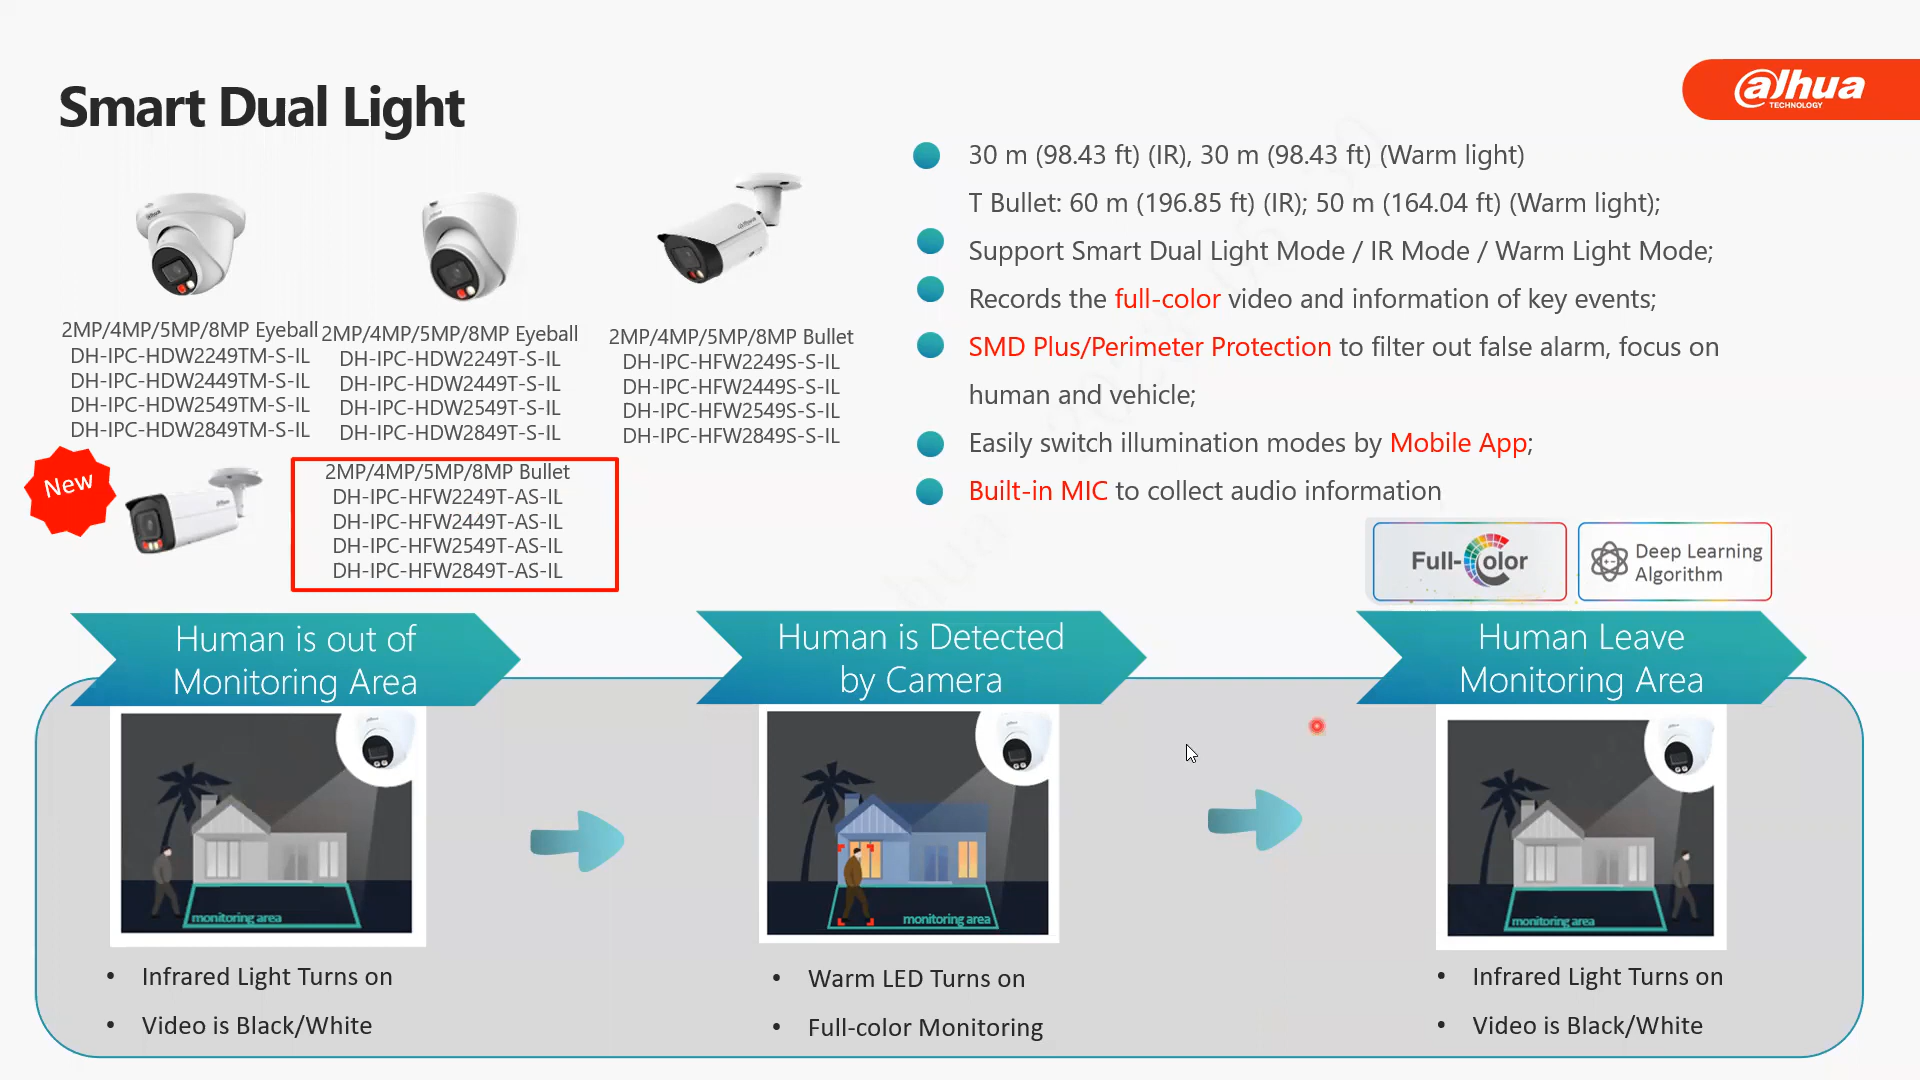 Smart Dual Light
alhua
TECHNOLOGY
30 m (98.43 ft) (IR), 30 m (98.43 ft) (Warm light)
T Bullet: 60 m (196.85 ft) (IR); 50 m (164.04 ft) (Warm light);
Support Smart Dual Light Mode / IR Mode / Warm Light Mode;
Records the full-color video and information of key events;
SMD Plus/Perimeter Protection to filter out false alarm, focus on
human and vehicle;
Easily switch illumination modes by Mobile App;
Built-in MIC to collect audio information
2MP/4MP/5MP/8MP Eyeball
DH-IPC-HDW2249TM-S-IL
DH-IPC-HDW2449TM-S-IL
DH-IPC-HDW2549TM-S-IL
DH-IPC-HDW2849TM-S-IL
2MP/4MP/5MP/8MP Eyeball
DH-IPC-HDW2249T-S-IL
DH-IPC-HDW2449T-S-IL
DH-IPC-HDW2549T-S-IL
DH-IPC-HDW2849T-S-IL
2MP/4MP/5MP/8MP Bullet
DH-IPC-HFW2249S-S-IL
DH-IPC-HFW2449S-S-IL
DH-IPC-HFW2549S-S-IL
DH-IPC-HFW2849S-S-IL
New
2MP/4MP/5MP/8MP Bullet
DH-IPC-HFW2249T-AS-IL
DH-IPC-HFW2449T-AS-IL
DH-IPC-HFW2549T-AS-IL
DH-IPC-HFW2849T-AS-IL
Full-Color
Deep Learning
Algorithm
Human is out of
Monitoring Area
Human is Detected
by Camera
Human Leave
Monitoring Area
monitoring area
monitoring area
monitoring area
• Infrared Light Turns on
• Video is Black/White
• Warm LED Turns on
• Full-color Monitoring
• Infrared Light Turns on
• Video is Black/White